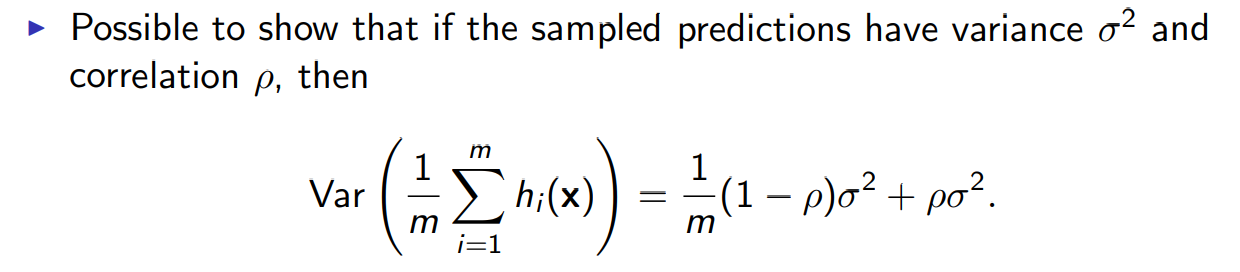 ▶ Possible to show that if the sampled predictions have variance σ² and
correlation ρ, then
Var ( 1/m ∑_{i=1}^{m} h_i(x) ) = 1/m (1 − ρ)σ² + ρσ².